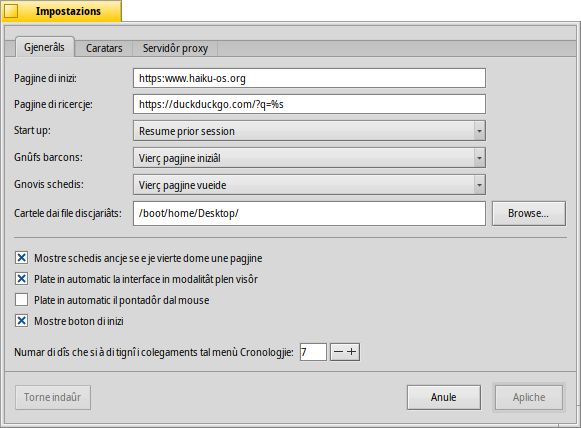 Impostazions
Gjenerâls Caratars Servidôr proxy
Pagjine di inizi: https:www.haiku-os.org
Pagjine di ricercje: https://duckduckgo.com/?q=%s
Start up: Resume prior session
Gnûfs barcons: Vierç pagjine iniziâl
Gnovis schedis: Vierç pagjine vueide
Cartele dai file discjariâts: /boot/home/Desktop/ Browse...
Mostre schedis ancje se e je vierte dome une pagjine
Plate in automatic la interface in modalitât plen visôr
Plate in automatic il pontadôr dal mouse
Mostre boton di inizi
Numar di dîs che si à di tignî i colegaments tal menù Cronologjie: 7
Torne indaûr Anule Apliche